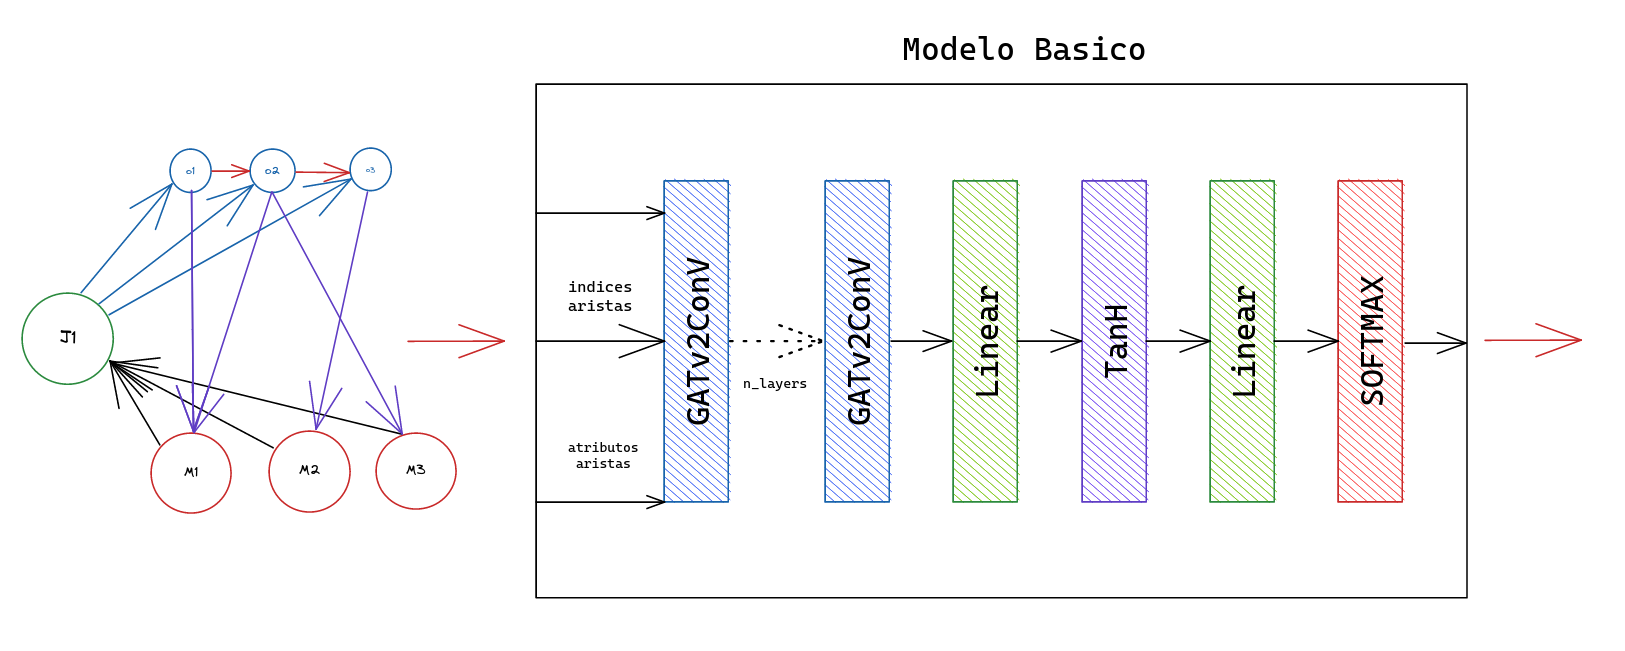 Modelo Basico
o1
o2
o3
J1
M1
M2
M3
indices
aristas
atributos
aristas
GATv2ConV
n_layers
GATv2ConV
Linear
TanH
Linear
SOFTMAX